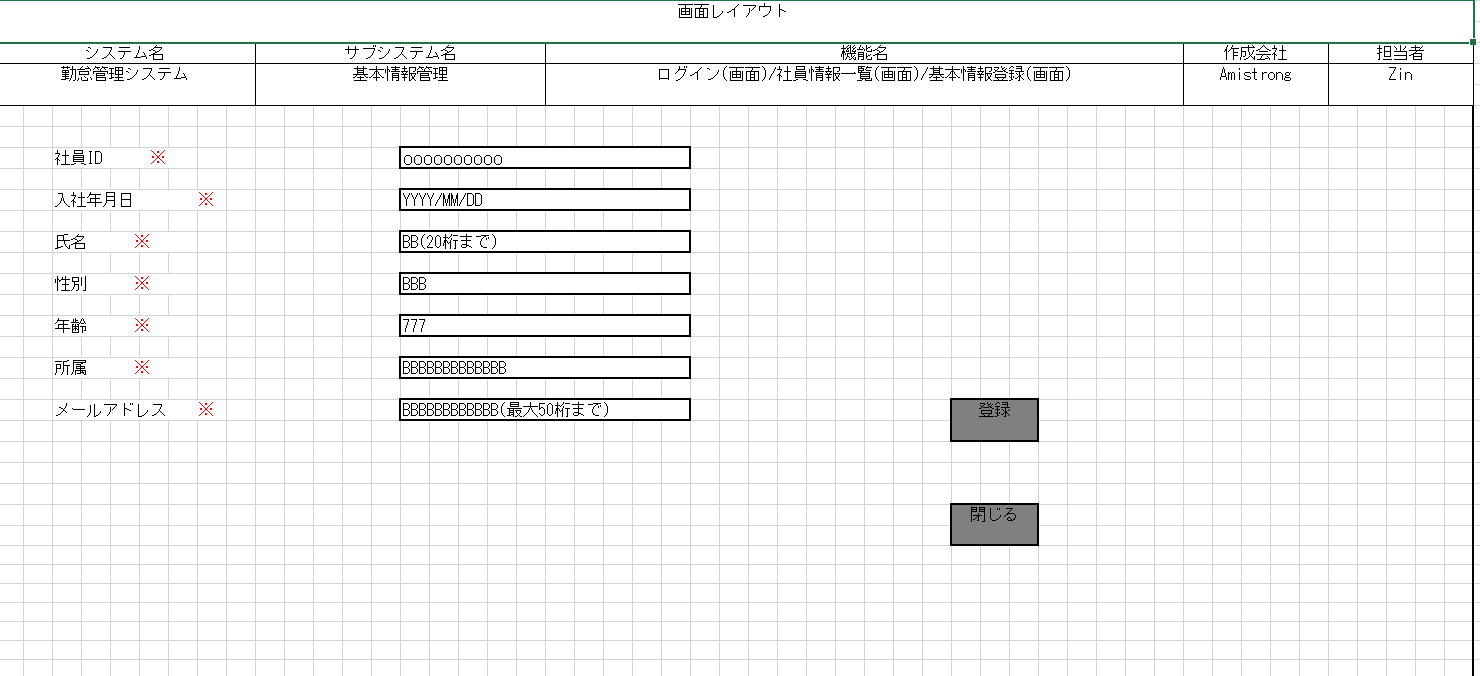 画面レイアウト
システム名 サブシステム名 機能名 作成会社 担当者
勤怠管理システム 基本情報管理 ログイン(画面)/社員情報一覧(画面)/基本情報登録(画面) Amistrong Zin
社員ID ※ oooooooooo
入社年月日 ※ YYYY/MM/DD
氏名 ※ BB(20桁まで)
性別 ※ BBB
年齢 ※ 777
所属 ※ BBBBBBBBBBBBB
メールアドレス ※ BBBBBBBBBBBB(最大50桁まで)
登録
閉じる